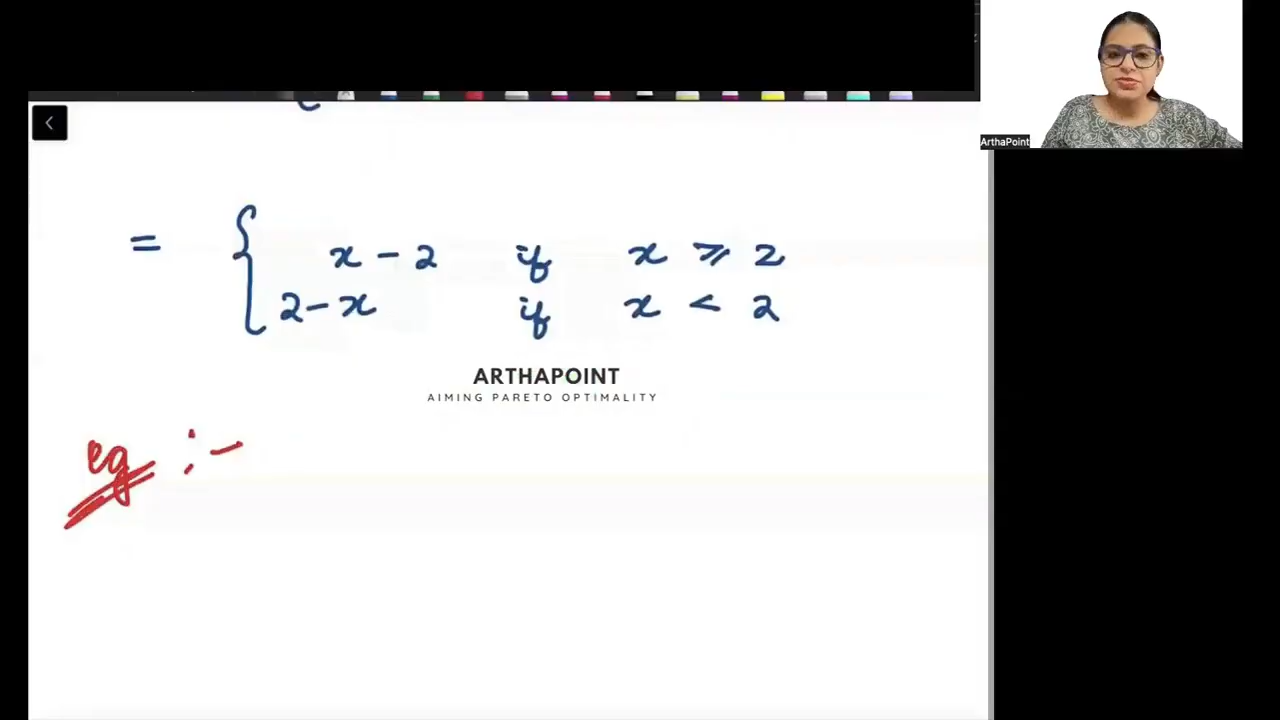 ArthaPoint
= { x - 2 if x ⩾ 2
2 - x if x < 2
ARTHAPOINT
AIMING PARETO OPTIMALITY
eg :-